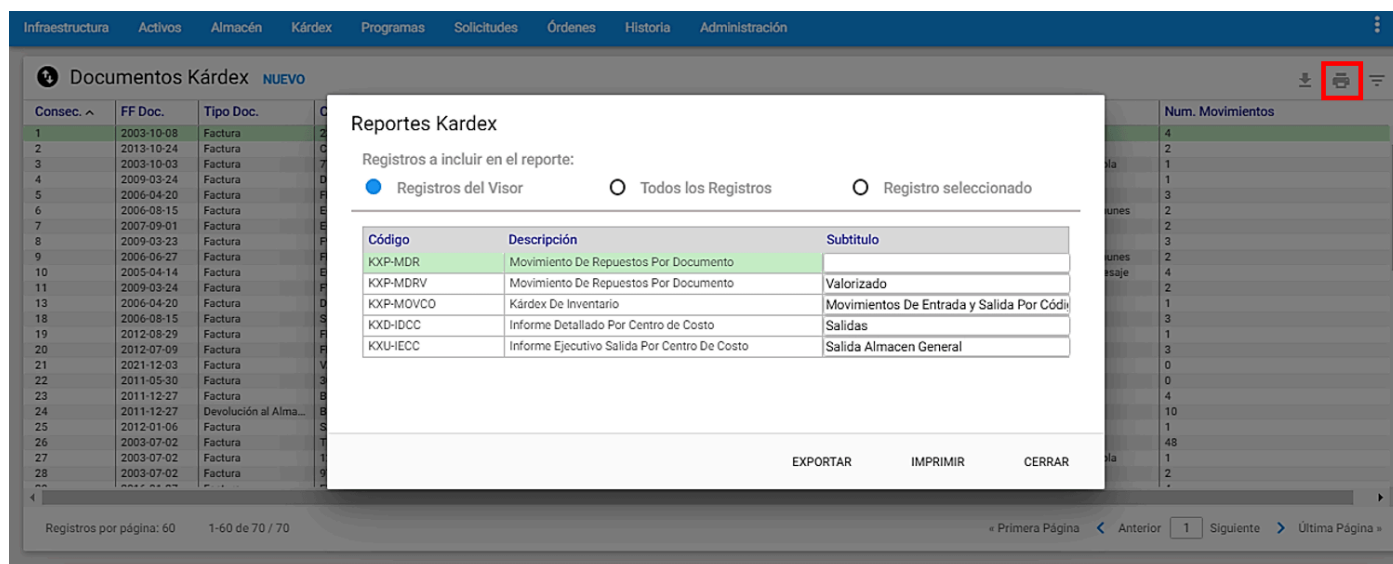 Infraestructura Activos Almacén Kárdex Programas Solicitudes Órdenes Historia Administración
Documentos Kárdex NUEVO
Consec. FF Doc. Tipo Doc. C Num. Movimientos
1 2003-10-08 Factura 2 4
2 2013-10-24 Factura C 2
3 2003-10-03 Factura 7 ola 1
4 2009-03-24 Factura D 1
5 2006-04-20 Factura F 3
6 2006-08-15 Factura E unes 2
7 2007-09-01 Factura E 2
8 2009-03-23 Factura F 3
9 2006-06-27 Factura F unes 2
10 2005-04-14 Factura E esaje 4
11 2009-03-24 Factura F 2
13 2006-04-20 Factura D 1
18 2006-08-15 Factura S 3
19 2012-08-29 Factura F 1
20 2012-07-09 Factura F 3
21 2021-12-03 Factura V 0
22 2011-05-30 Factura 3 0
23 2011-12-27 Factura B 4
24 2011-12-27 Devolución al Alma... B 10
25 2012-01-06 Factura S 1
26 2003-07-02 Factura T 48
27 2003-07-02 Factura 1 ola 1
28 2003-07-02 Factura 9 2
Reportes Kardex
Registros a incluir en el reporte:
Registros del Visor Todos los Registros Registro seleccionado
Código Descripción Subtitulo
KXP-MDR Movimiento De Repuestos Por Documento
KXP-MDRV Movimiento De Repuestos Por Documento Valorizado
KXP-MOVCO Kárdex De Inventario Movimientos De Entrada y Salida Por Códi
KXD-IDCC Informe Detallado Por Centro de Costo Salidas
KXU-IECC Informe Ejecutivo Salida Por Centro De Costo Salida Almacen General
EXPORTAR IMPRIMIR CERRAR
Registros por página: 60 1-60 de 70 / 70 « Primera Página Anterior 1 Siguiente Última Página »